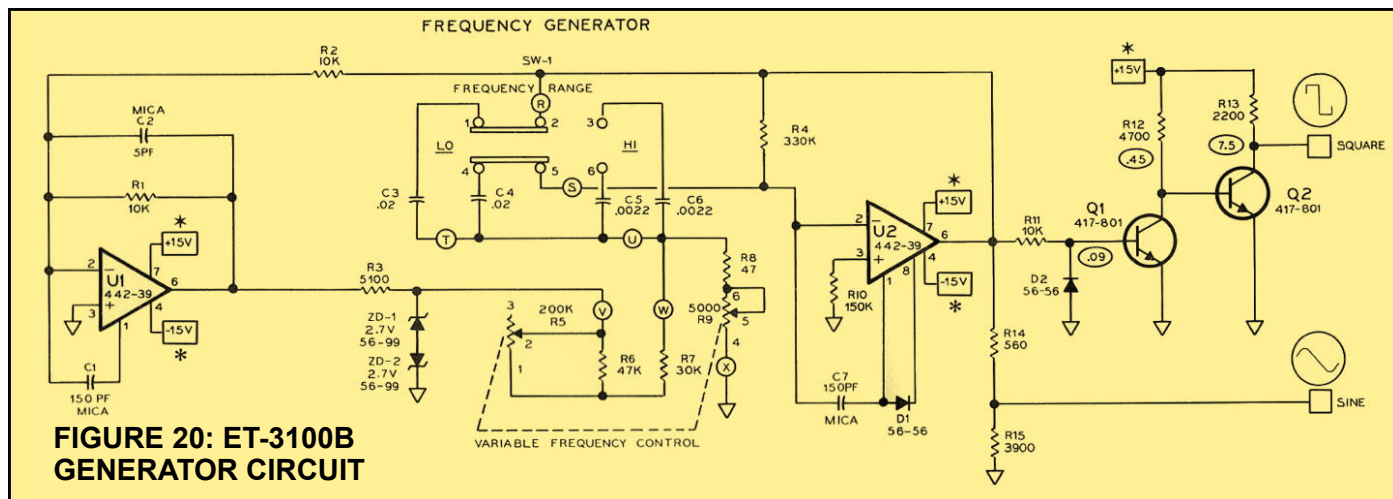 FREQUENCY GENERATOR
R2
10K
SW-1
FREQUENCY RANGE
R
1
2
3
LO
HI
4
5
6
S
MICA
C2
5PF
R1
10K
*
+15V
2
−
U1
442-39
+
3
7
6
4
1
-15V
*
C1
150 PF
MICA
R3
5100
ZD-1
2.7V
56-99
ZD-2
2.7V
56-99
C3
.02
C4
.02
C5
.0022
C6
.0022
T
U
V
W
3
200K
R5
2
1
R6
47K
R7
30K
R8
47
6
5000
R9
5
4
X
VARIABLE FREQUENCY CONTROL
R4
330K
*
+15V
2
−
U2
442-39
+
3
7
6
4
8
1
-15V
*
R10
150K
C7
150PF
MICA
D1
56-56
R11
10K
D2
56-56
*
+15V
R12
4700
.45
R13
2200
7.5
SQUARE
Q1
417-801
.09
Q2
417-801
R14
560
R15
3900
SINE
FIGURE 20: ET-3100B
GENERATOR CIRCUIT